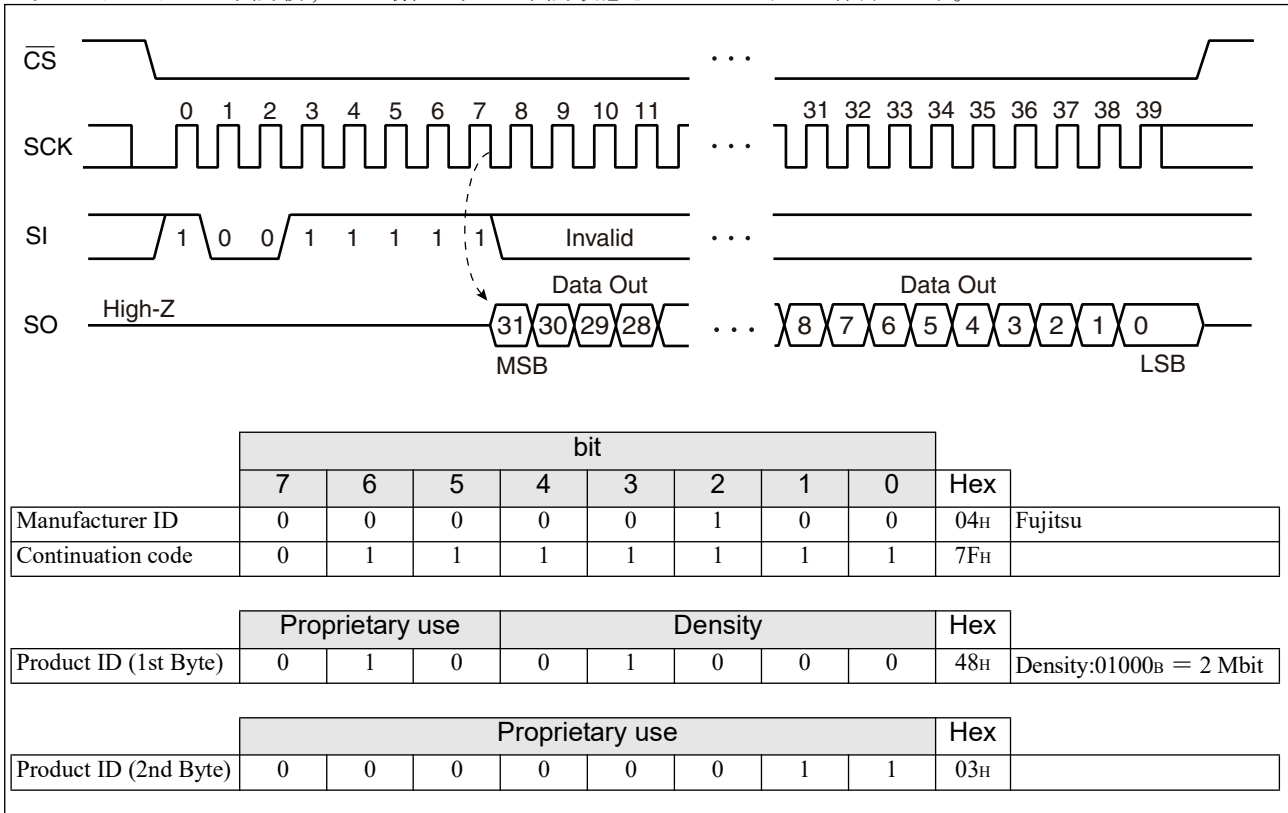 CS
0 1 2 3 4 5 6 7 8 9 10 11 31 32 33 34 35 36 37 38 39
SCK
SI 1 0 0 1 1 1 1 1 Invalid
Data Out Data Out
High-Z
SO 31 30 29 28 8 7 6 5 4 3 2 1 0
MSB LSB
bit
7 6 5 4 3 2 1 0 Hex
Manufacturer ID 0 0 0 0 0 1 0 0 04H Fujitsu
Continuation code 0 1 1 1 1 1 1 1 7FH
Proprietary use Density Hex
Product ID (1st Byte) 0 1 0 0 1 0 0 0 48H Density:01000B = 2 Mbit
Proprietary use Hex
Product ID (2nd Byte) 0 0 0 0 0 0 1 1 03H